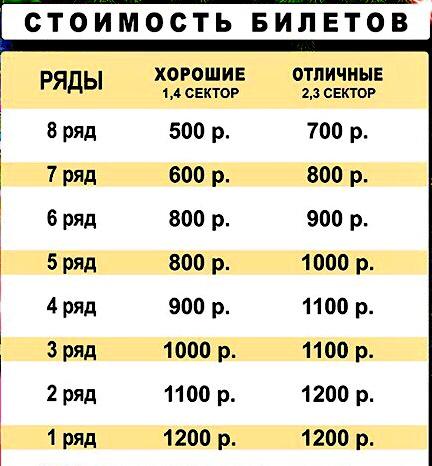 СТОИМОСТЬ БИЛЕТОВ
РЯДЫ ХОРОШИЕ 1,4 СЕКТОР ОТЛИЧНЫЕ 2,3 СЕКТОР
8 ряд 500 р. 700 р.
7 ряд 600 р. 800 р.
6 ряд 800 р. 900 р.
5 ряд 800 р. 1000 р.
4 ряд 900 р. 1100 р.
3 ряд 1000 р. 1100 р.
2 ряд 1100 р. 1200 р.
1 ряд 1200 р. 1200 р.